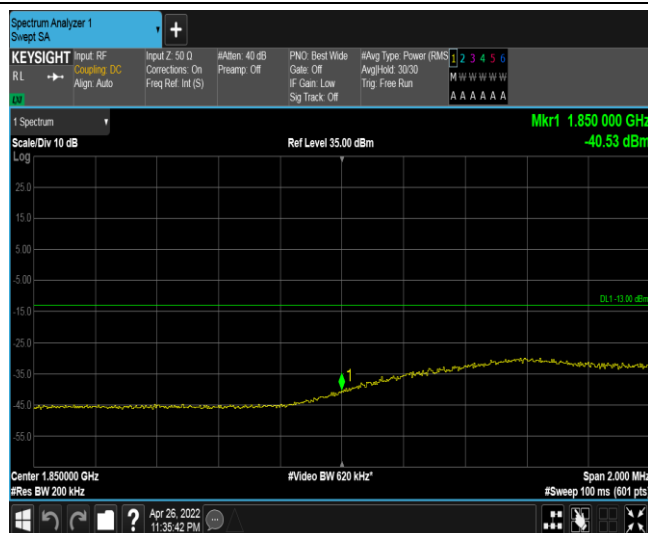 Spectrum Analyzer 1
Swept SA
+
KEYSIGHT
RL
LXI
Input: RF
Coupling: DC
Align: Auto
Input Z: 50 Ω
Corrections: On
Freq Ref: Int (S)
#Atten: 40 dB
Preamp: Off
PNO: Best Wide
Gate: Off
IF Gain: Low
Sig Track: Off
#Avg Type: Power (RMS
Avg|Hold: 30/30
Trig: Free Run
1 2 3 4 5 6
M W W W W W
A A A A A A
1 Spectrum
Mkr1 1.850 000 GHz
-40.53 dBm
Scale/Div 10 dB
Ref Level 35.00 dBm
Log
25.0
15.0
5.00
-5.00
DL1 -13.00 dBm
-15.0
-25.0
1
-35.0
-45.0
-55.0
Center 1.850000 GHz
#Video BW 620 kHz*
Span 2.000 MHz
#Res BW 200 kHz
#Sweep 100 ms (601 pts)
?
Apr 26, 2022
11:35:42 PM